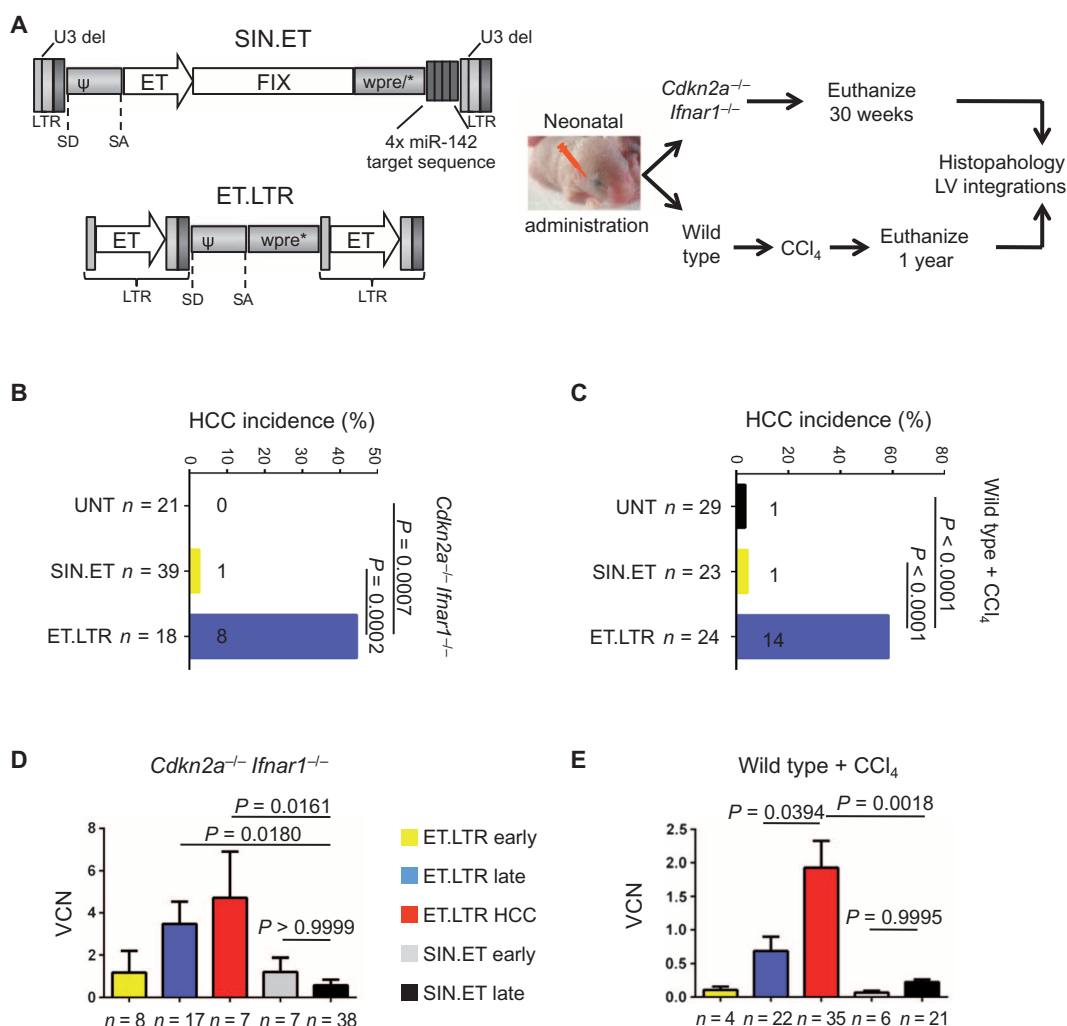 A
U3 del
SIN.ET
U3 del
ψ
ET
FIX
wpre/*
LTR
SD
SA
4x miR-142
target sequence
LTR
ET.LTR
ET
ψ
wpre*
ET
LTR
SD
SA
LTR
Neonatal
administration
Cdkn2a–/–
Ifnar1–/–
Euthanize
30 weeks
Histopahology
LV integrations
Wild
type
CCl4
Euthanize
1 year
B
HCC incidence (%)
0
10
20
30
40
50
UNT n = 21
0
SIN.ET n = 39
1
ET.LTR n = 18
8
P = 0.0002
P = 0.0007
Cdkn2a–/– Ifnar1–/–
C
HCC incidence (%)
0
20
40
60
80
UNT n = 29
1
SIN.ET n = 23
1
ET.LTR n = 24
14
P < 0.0001
P < 0.0001
Wild type + CCl4
D
Cdkn2a–/– Ifnar1–/–
P = 0.0161
P = 0.0180
P > 0.9999
VCN
8
6
4
2
0
n = 8
n = 17
n = 7
n = 7
n = 38
ET.LTR early
ET.LTR late
ET.LTR HCC
SIN.ET early
SIN.ET late
E
Wild type + CCl4
P = 0.0394
P = 0.0018
P = 0.9995
VCN
2.5
2.0
1.5
1.0
0.5
0.0
n = 4
n = 22
n = 35
n = 6
n = 21